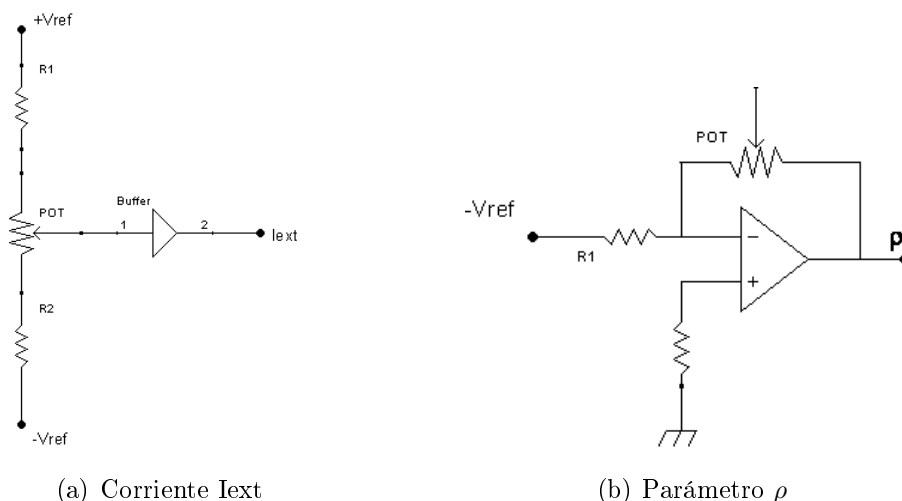 +Vref
R1
POT
Buffer
1
2
Iext
R2
-Vref
(a) Corriente Iext
POT
-Vref
R1
−
+
ρ
(b) Parámetro ρ